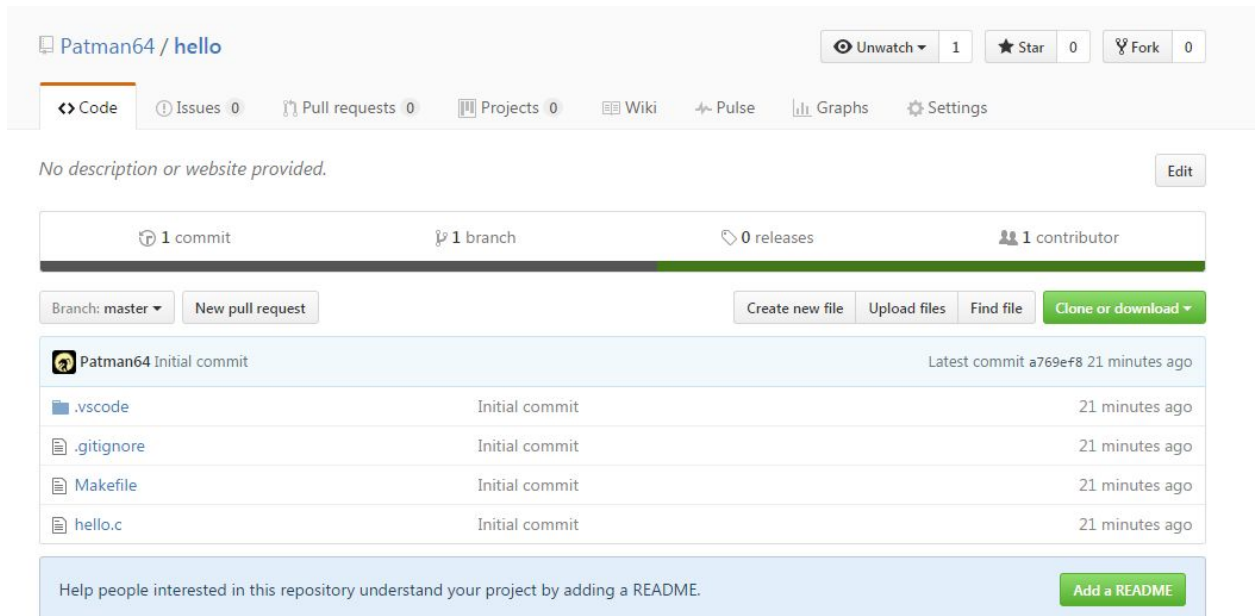 Patman64 / hello Unwatch 1 Star 0 Fork 0
Code Issues 0 Pull requests 0 Projects 0 Wiki Pulse Graphs Settings
No description or website provided. Edit
1 commit 1 branch 0 releases 1 contributor
Branch: master New pull request Create new file Upload files Find file Clone or download
Patman64 Initial commit Latest commit a769ef8 21 minutes ago
.vscode Initial commit 21 minutes ago
.gitignore Initial commit 21 minutes ago
Makefile Initial commit 21 minutes ago
hello.c Initial commit 21 minutes ago
Help people interested in this repository understand your project by adding a README. Add a README